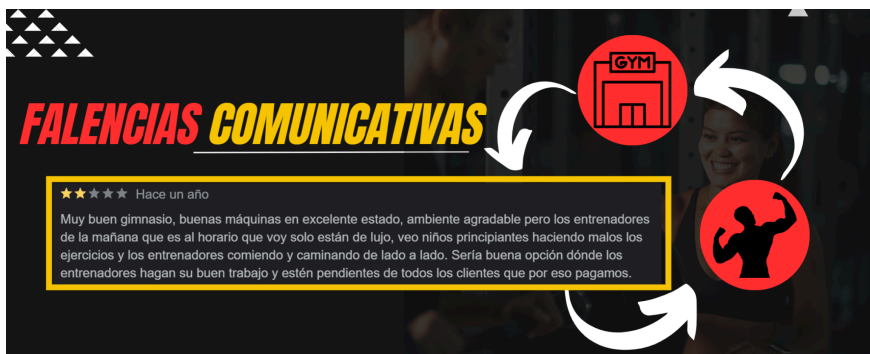 GYM
FALENCIAS COMUNICATIVAS
Hace un año
Muy buen gimnasio, buenas máquinas en excelente estado, ambiente agradable pero los entrenadores
de la mañana que es al horario que voy solo están de lujo, veo niños principiantes haciendo malos los
ejercicios y los entrenadores comiendo y caminando de lado a lado. Sería buena opción dónde los
entrenadores hagan su buen trabajo y estén pendientes de todos los clientes que por eso pagamos.